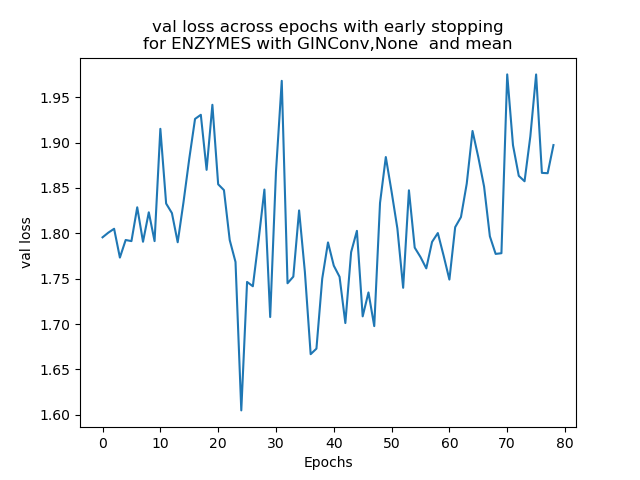 val loss across epochs with early stopping
for ENZYMES with GINConv,None  and mean
val loss
1.95
1.90
1.85
1.80
1.75
1.70
1.65
1.60
0 10 20 30 40 50 60 70 80
Epochs